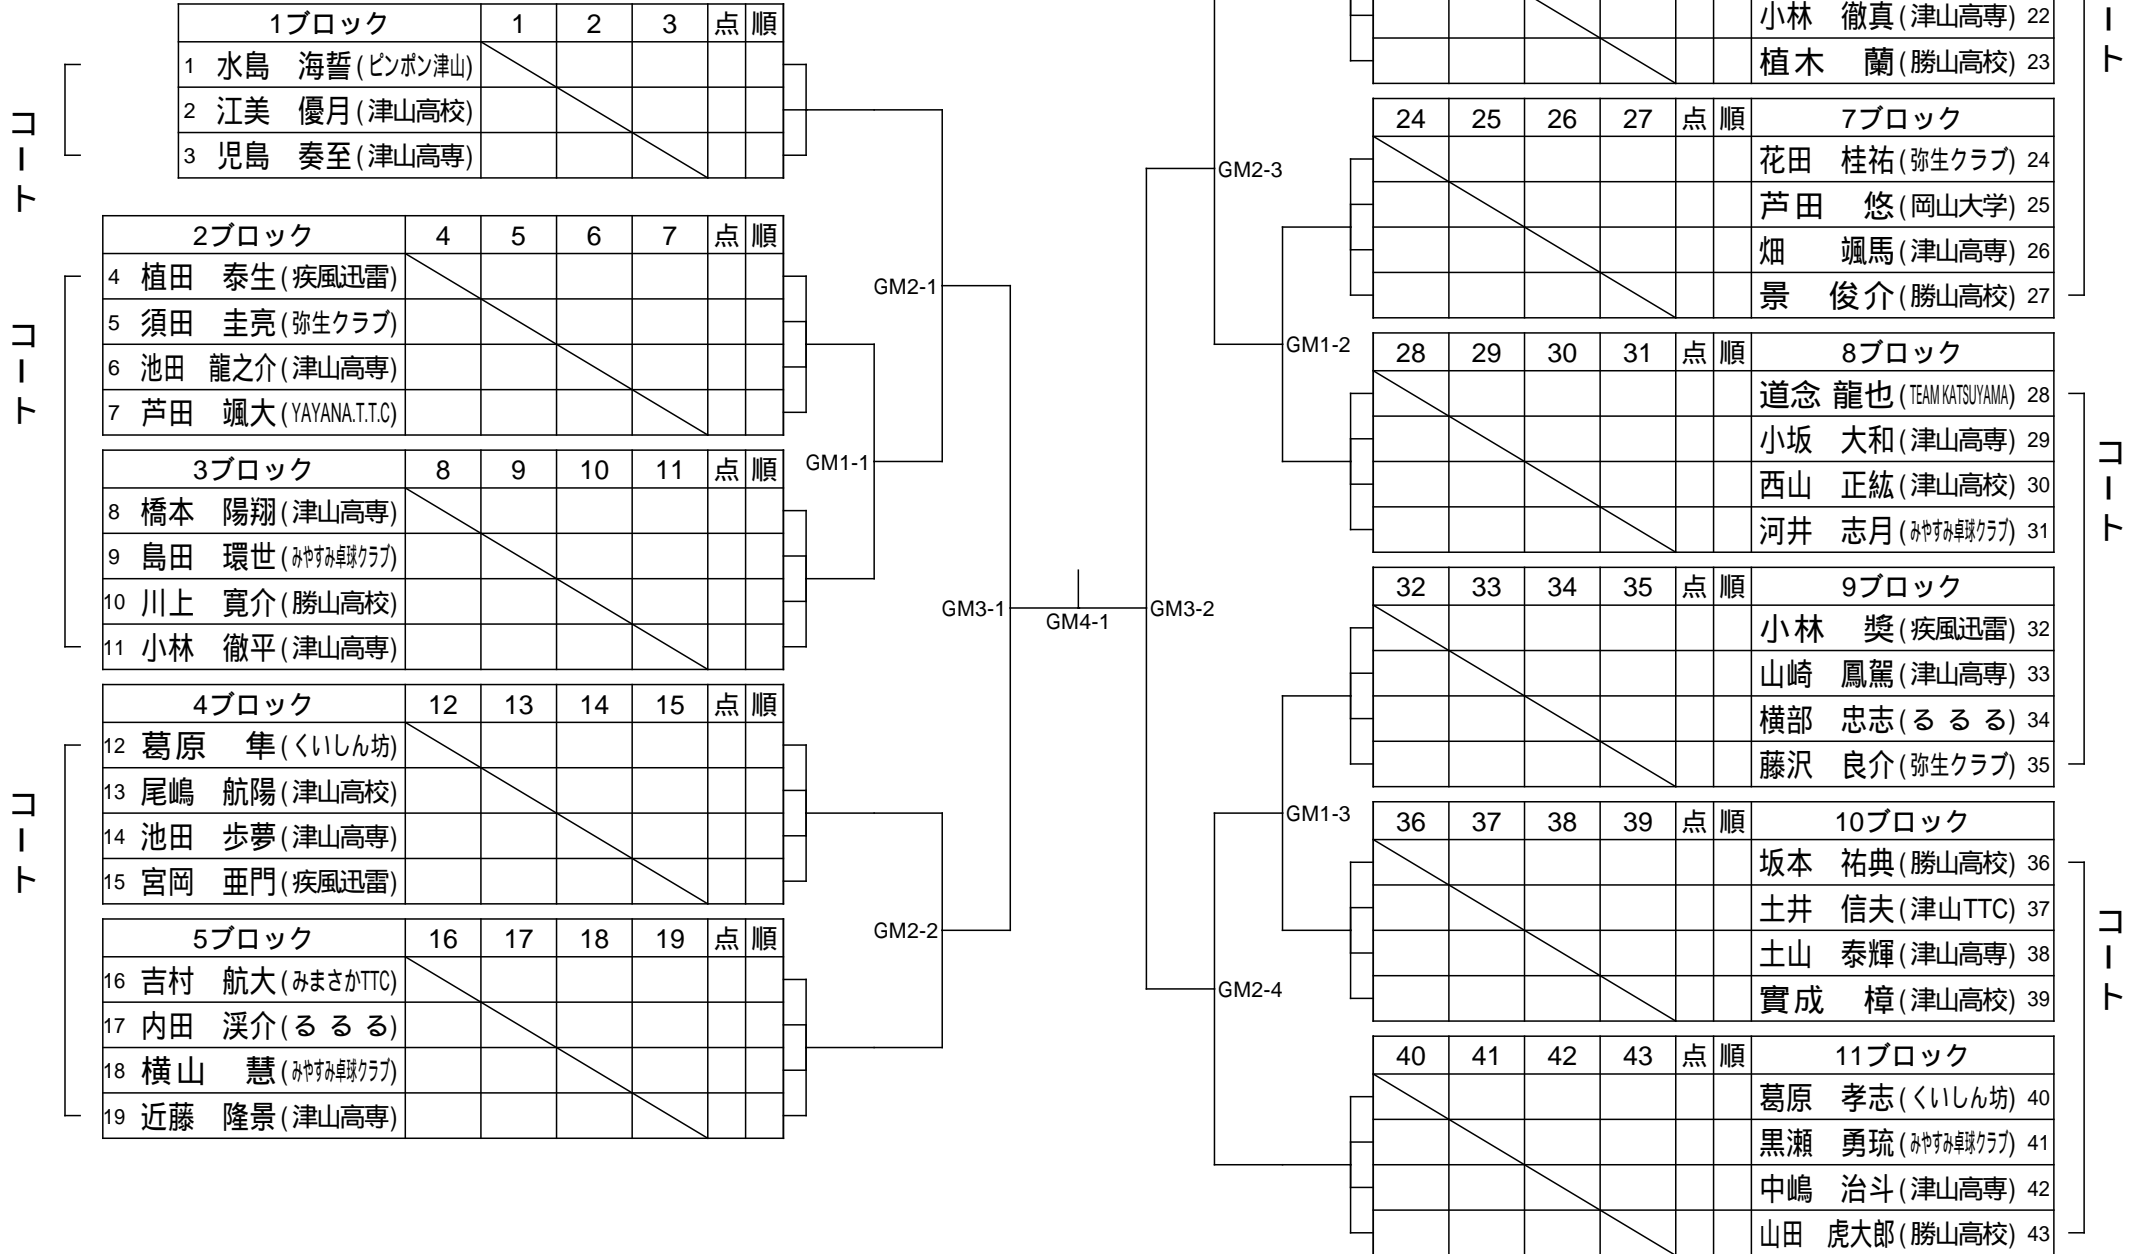 1ブロック 1 2 3 点 順
1 水島 海誓(ピンポン津山)
2 江美 優月(津山高校)
3 児島 奏至(津山高専)
コート
2ブロック 4 5 6 7 点 順
4 植田 泰生(疾風迅雷)
5 須田 圭亮(弥生クラブ)
6 池田 龍之介(津山高専)
7 芦田 颯大(YAYANA.T.T.C)
コート
3ブロック 8 9 10 11 点 順
8 橋本 陽翔(津山高専)
9 島田 環世(みやすみ卓球クラブ)
10 川上 寛介(勝山高校)
11 小林 徹平(津山高専)
4ブロック 12 13 14 15 点 順
12 葛原 隼(くいしん坊)
13 尾嶋 航陽(津山高校)
14 池田 歩夢(津山高専)
15 宮岡 亜門(疾風迅雷)
コート
5ブロック 16 17 18 19 点 順
16 吉村 航大(みまさかTTC)
17 内田 渓介(るるる)
18 横山 慧(みやすみ卓球クラブ)
19 近藤 隆景(津山高専)
GM2-1
GM1-1
GM3-1
GM2-2
GM4-1
GM3-2
GM2-3
GM1-2
GM1-3
GM2-4
小林 徹真(津山高専) 22
植木 蘭(勝山高校) 23
ート
24 25 26 27 点 順 7ブロック
花田 桂祐(弥生クラブ) 24
芦田 悠(岡山大学) 25
畑 颯馬(津山高専) 26
景 俊介(勝山高校) 27
28 29 30 31 点 順 8ブロック
道念 龍也(TEAM KATSUYAMA) 28
小坂 大和(津山高専) 29
西山 正紘(津山高校) 30
河井 志月(みやすみ卓球クラブ) 31
コート
32 33 34 35 点 順 9ブロック
小林 奨(疾風迅雷) 32
山崎 鳳駕(津山高専) 33
横部 忠志(るるる) 34
藤沢 良介(弥生クラブ) 35
36 37 38 39 点 順 10ブロック
坂本 祐典(勝山高校) 36
土井 信夫(津山TTC) 37
土山 泰輝(津山高専) 38
實成 樟(津山高校) 39
コート
40 41 42 43 点 順 11ブロック
葛原 孝志(くいしん坊) 40
黒瀬 勇琉(みやすみ卓球クラブ) 41
中嶋 治斗(津山高専) 42
山田 虎大郎(勝山高校) 43